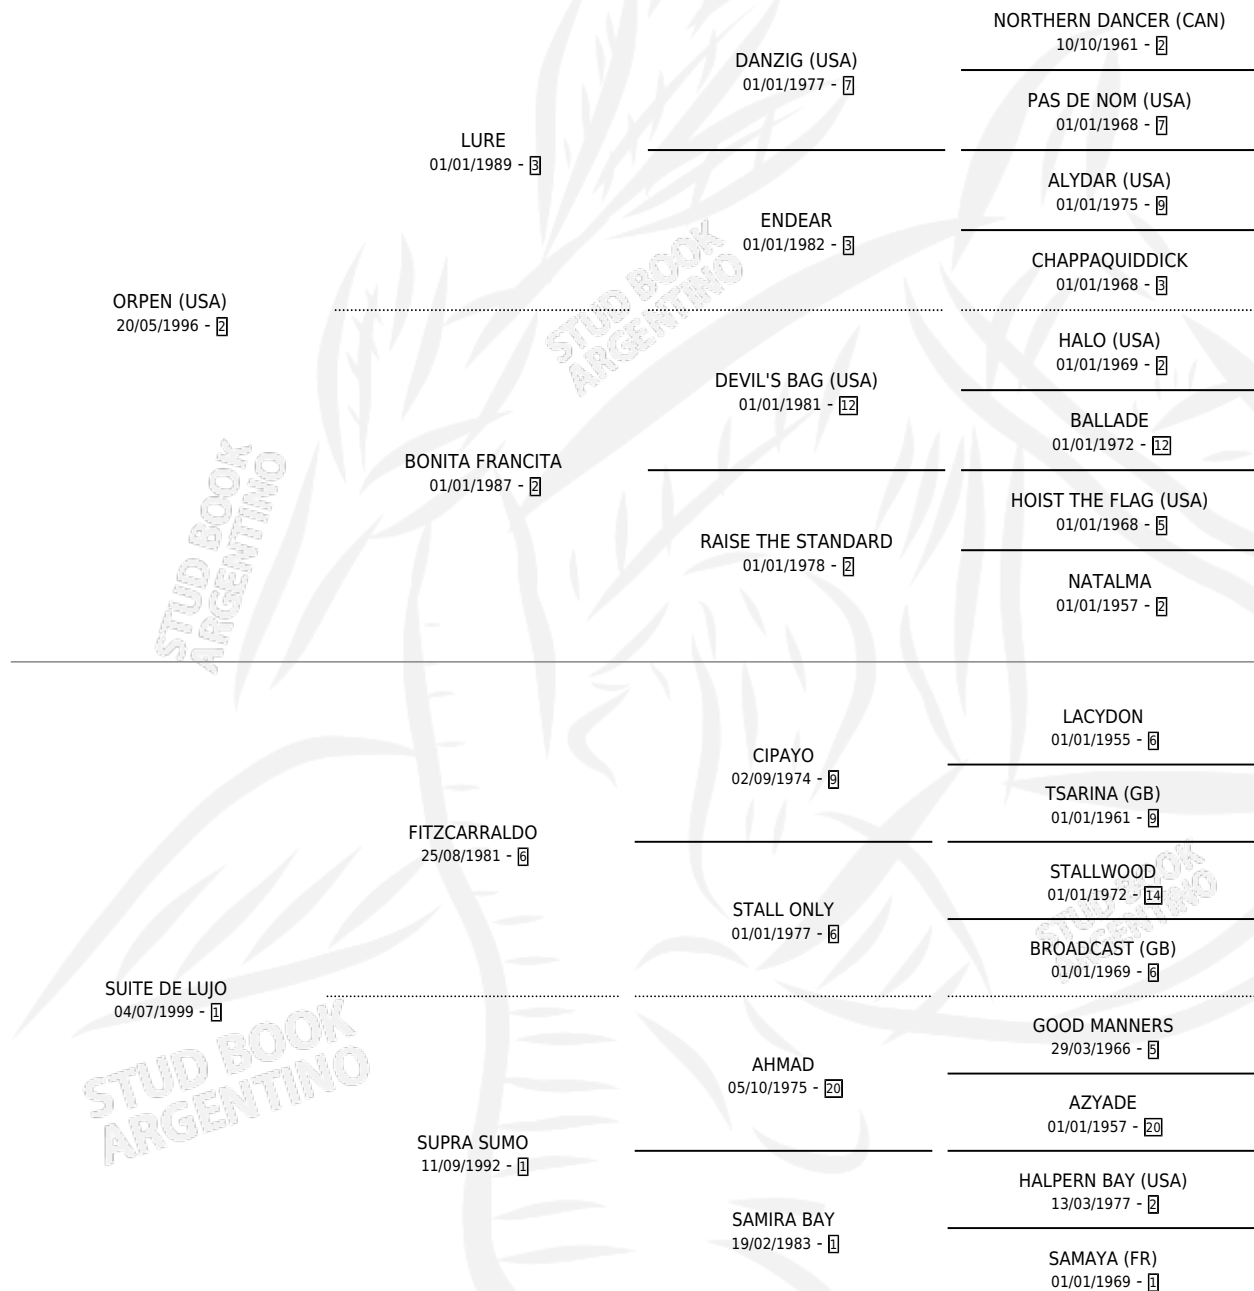 NORTHERN DANCER (CAN)
10/10/1961 - 2
DANZIG (USA)
01/01/1977 - 7
PAS DE NOM (USA)
01/01/1968 - 7
LURE
01/01/1989 - 3
ALYDAR (USA)
01/01/1975 - 9
ENDEAR
01/01/1982 - 3
CHAPPAQUIDDICK
01/01/1968 - 3
ORPEN (USA)
20/05/1996 - 2
HALO (USA)
01/01/1969 - 2
DEVIL'S BAG (USA)
01/01/1981 - 12
BALLADE
01/01/1972 - 12
BONITA FRANCITA
01/01/1987 - 2
HOIST THE FLAG (USA)
01/01/1968 - 5
RAISE THE STANDARD
01/01/1978 - 2
NATALMA
01/01/1957 - 2
LACYDON
01/01/1955 - 6
CIPAYO
02/09/1974 - 9
TSARINA (GB)
01/01/1961 - 9
FITZCARRALDO
25/08/1981 - 6
STALLWOOD
01/01/1972 - 14
STALL ONLY
01/01/1977 - 6
BROADCAST (GB)
01/01/1969 - 6
SUITE DE LUJO
04/07/1999 - 1
GOOD MANNERS
29/03/1966 - 5
AHMAD
05/10/1975 - 20
AZYADE
01/01/1957 - 20
SUPRA SUMO
11/09/1992 - 1
HALPERN BAY (USA)
13/03/1977 - 2
SAMIRA BAY
19/02/1983 - 1
SAMAYA (FR)
01/01/1969 - 1
STUD BOOK
ARGENTINO
STUD BOOK
ARGENTINO
STUD BOOK
ARGENTINO
STUD BOOK
ARGENTINO